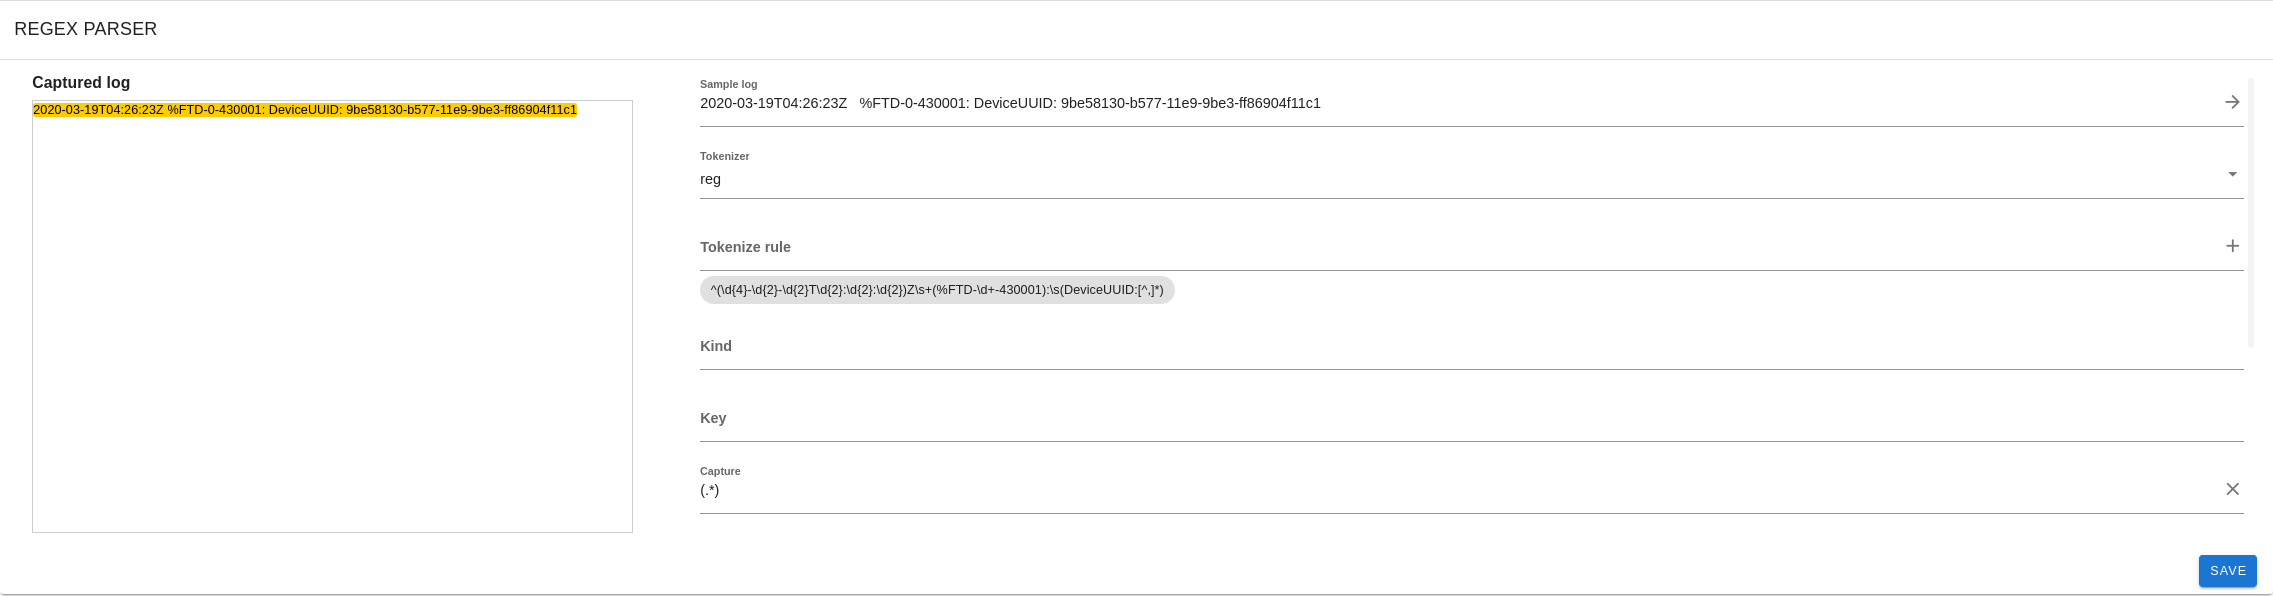 REGEX PARSER
Captured log
2020-03-19T04:26:23Z %FTD-0-430001: DeviceUUID: 9be58130-b577-11e9-9be3-ff86904f11c1
Sample log
2020-03-19T04:26:23Z   %FTD-0-430001: DeviceUUID: 9be58130-b577-11e9-9be3-ff86904f11c1
Tokenizer
reg
Tokenize rule
^(\d{4}-\d{2}-\d{2}T\d{2}:\d{2}:\d{2})Z\s+(%FTD-\d+-430001):\s(DeviceUUID:[^,]*)
Kind
Key
Capture
(.*)
SAVE